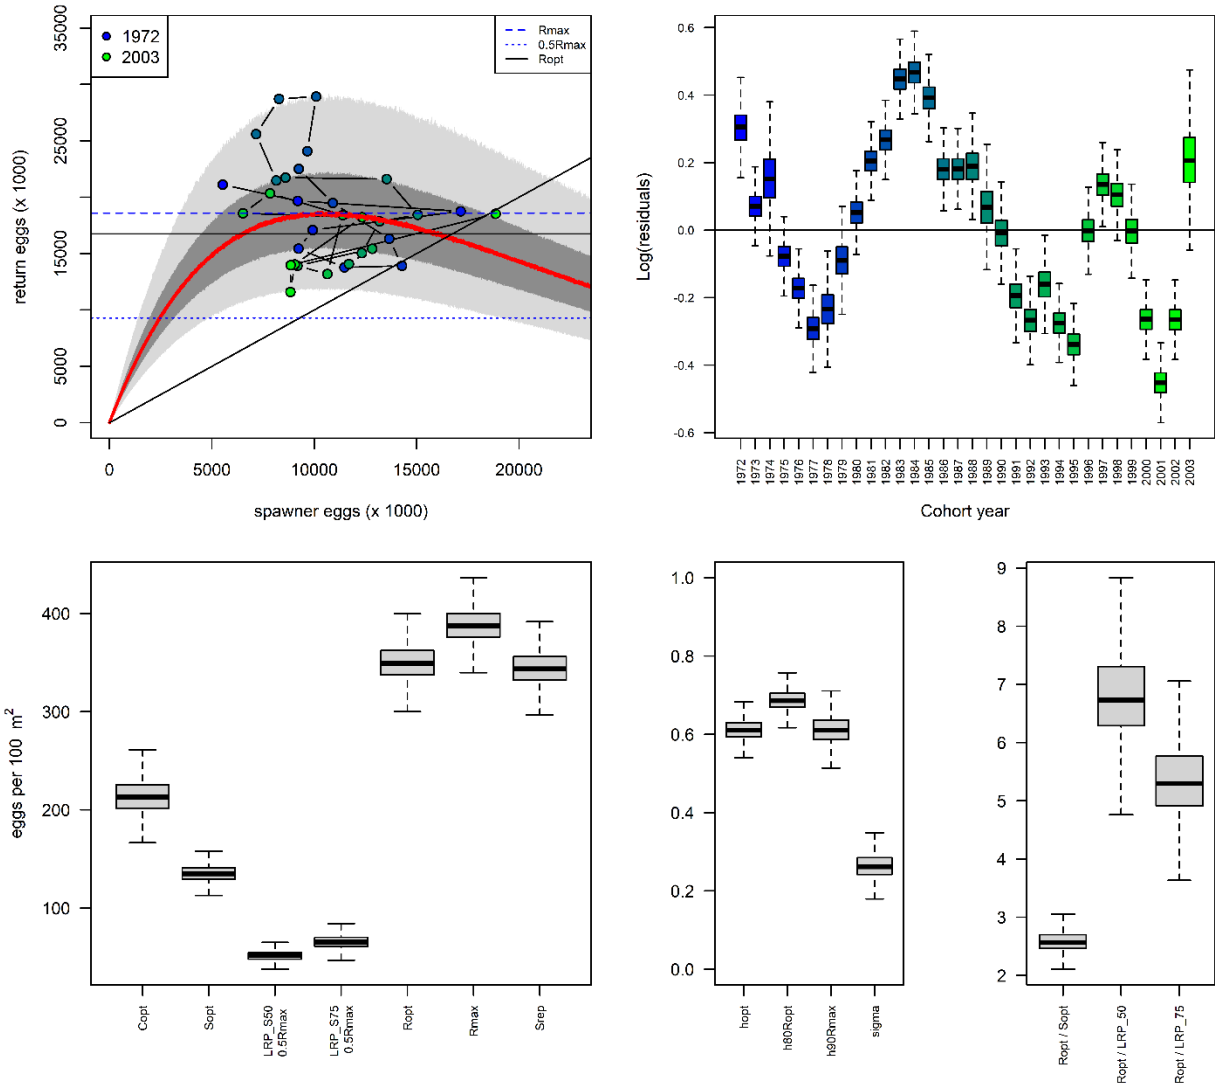 1972
2003
Rmax
0.5Rmax
Ropt
35000
25000
15000
5000
0
return eggs (x 1000)
0 5000 10000 15000 20000
spawner eggs (x 1000)
0.6
0.4
0.2
0.0
-0.2
-0.4
-0.6
Log(residuals)
1972 1973 1974 1975 1976 1977 1978 1979 1980 1981 1982 1983 1984 1985 1986 1987 1988 1989 1990 1991 1992 1993 1994 1995 1996 1997 1998 1999 2000 2001 2002 2003
Cohort year
400
300
200
100
eggs per 100 m²
Copt
Sopt
LRP_S50
0.5Rmax
LRP_S75
0.5Rmax
Ropt
Rmax
Srep
1.0
0.8
0.6
0.4
0.2
0.0
hopt
h80Ropt
h90Rmax
sigma
9
8
7
6
5
4
3
2
Ropt / Sopt
Ropt / LRP_50
Ropt / LRP_75